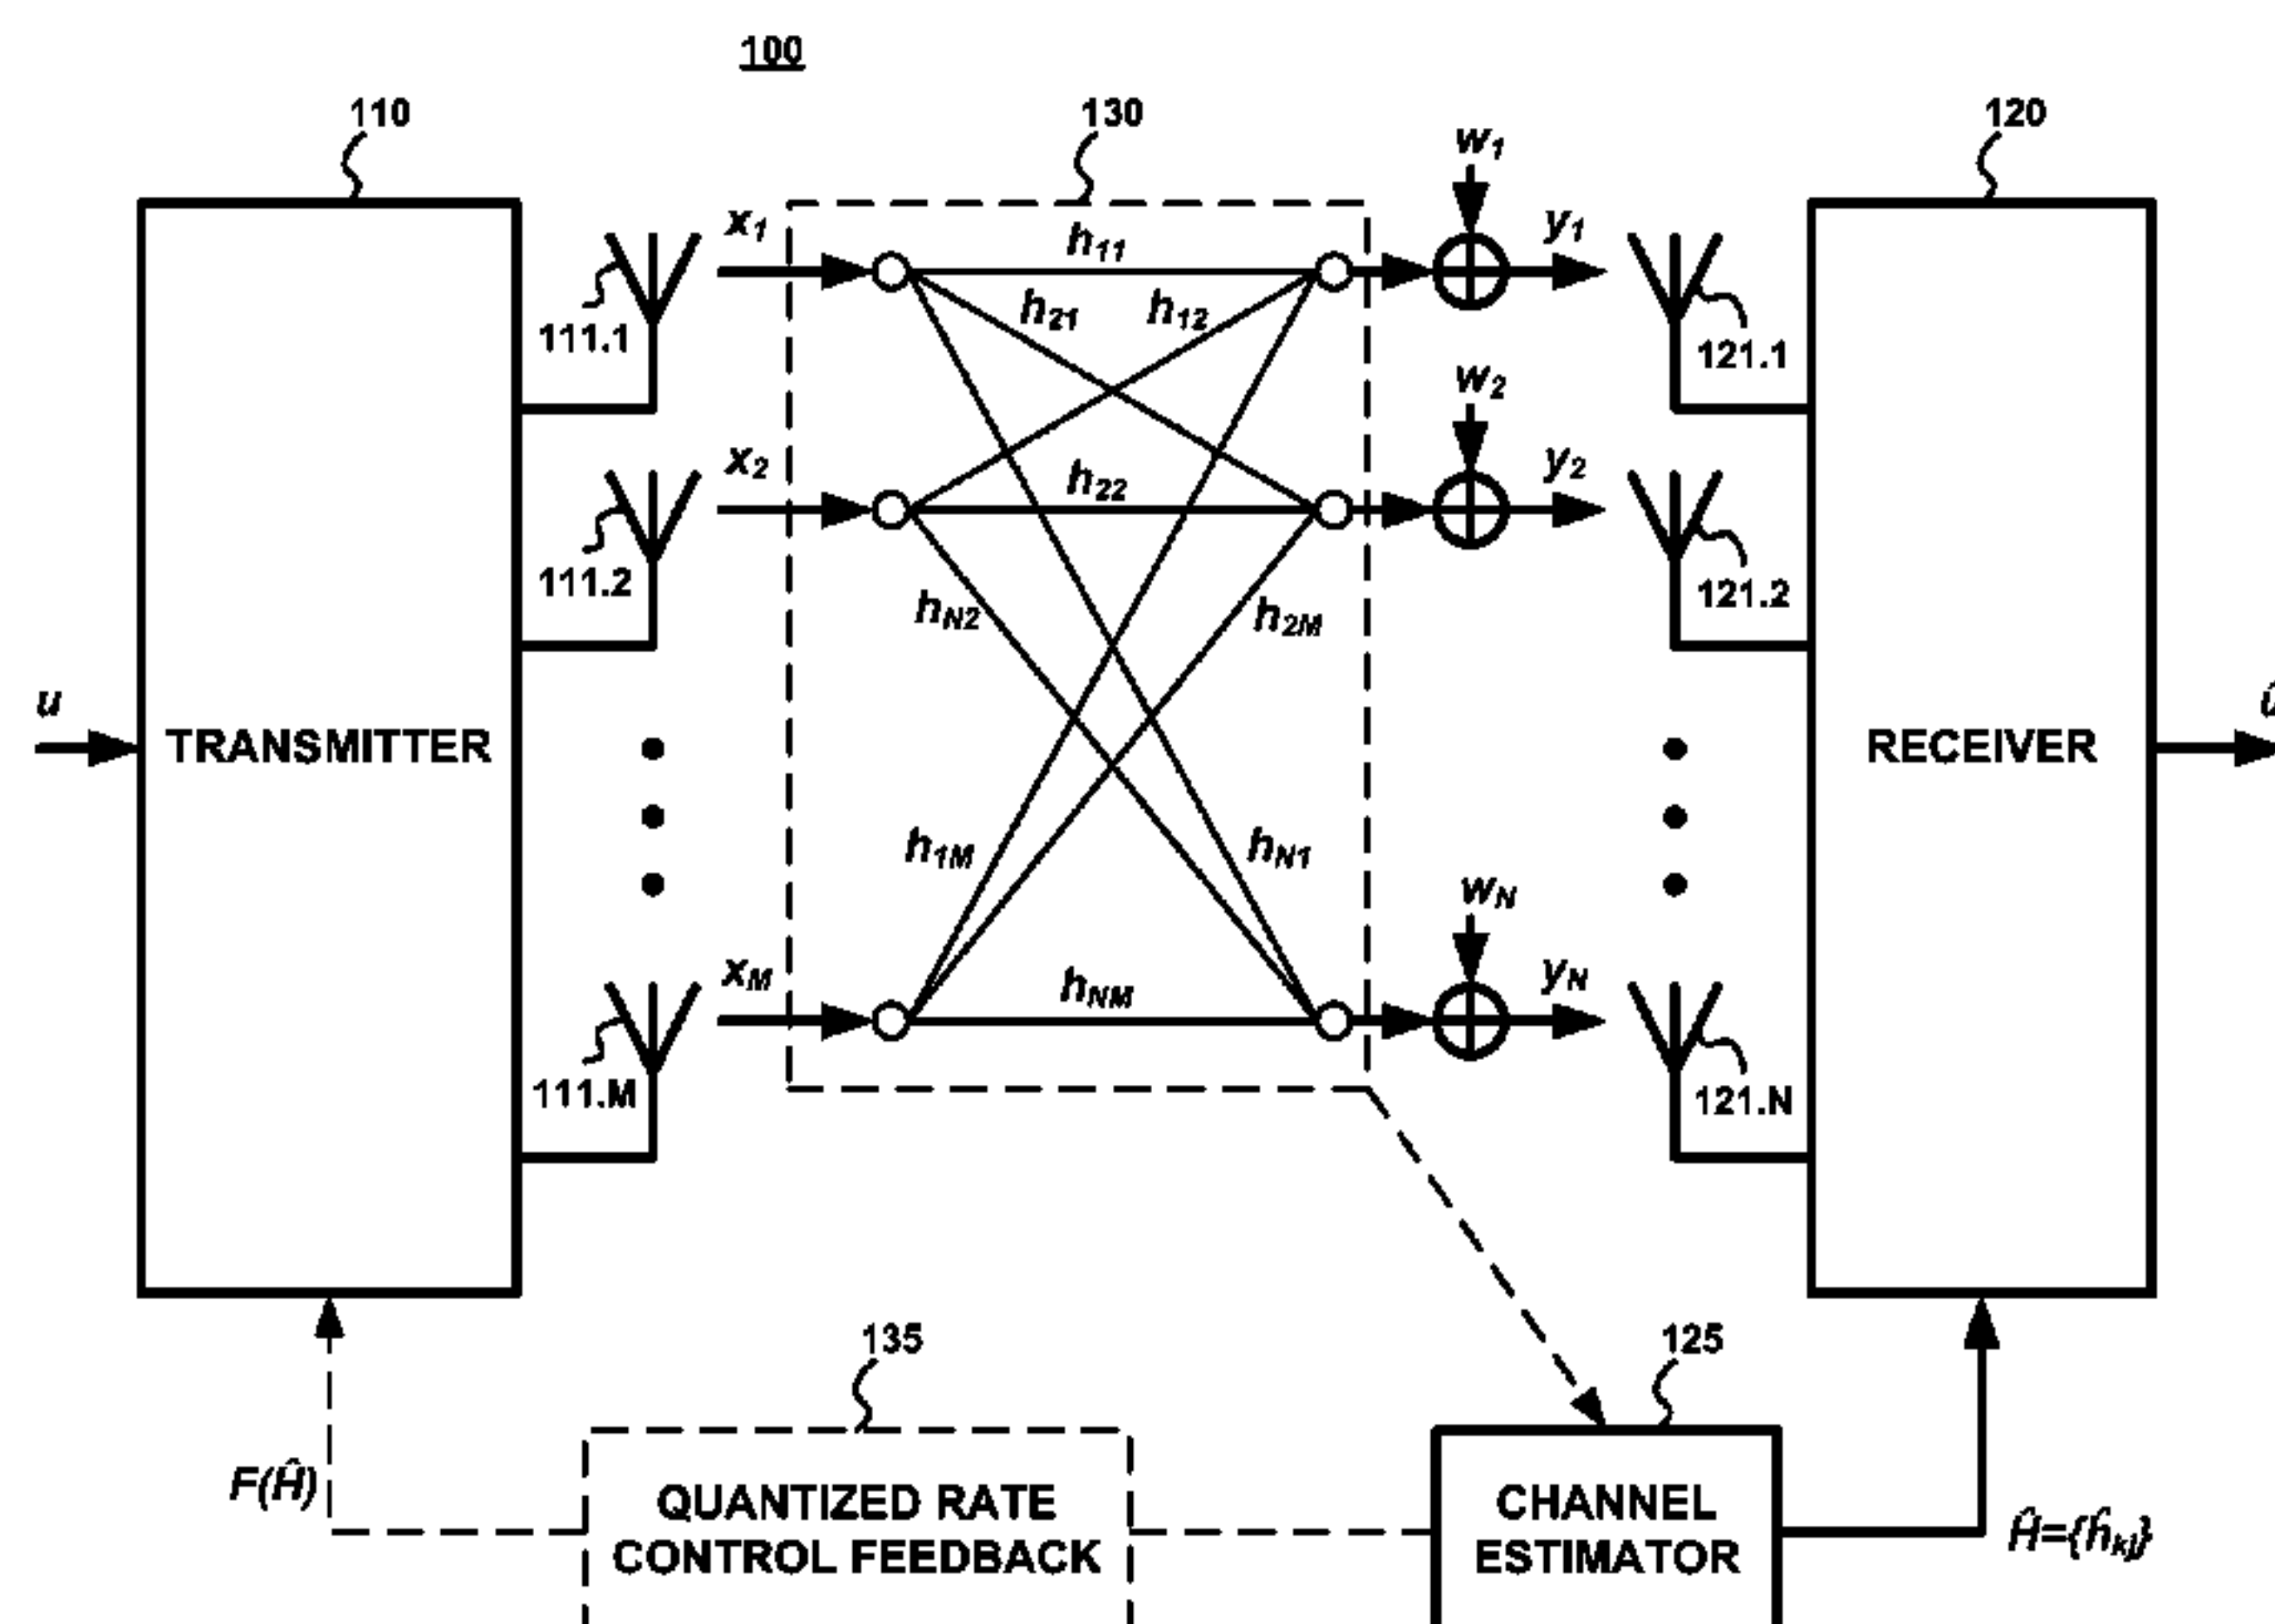 100
110
130
120
w1
x1
h11
y1
h21
h12
111.1
121.1
w2
x2
h22
y2
111.2
121.2
hN2
h2M
u
TRANSMITTER
RECEIVER
h1M
hN1
wN
xM
hNM
yN
111.M
121.N
135
125
F(Ĥ)
QUANTIZED RATE
CONTROL FEEDBACK
CHANNEL
ESTIMATOR
Ĥ={ĥkj}